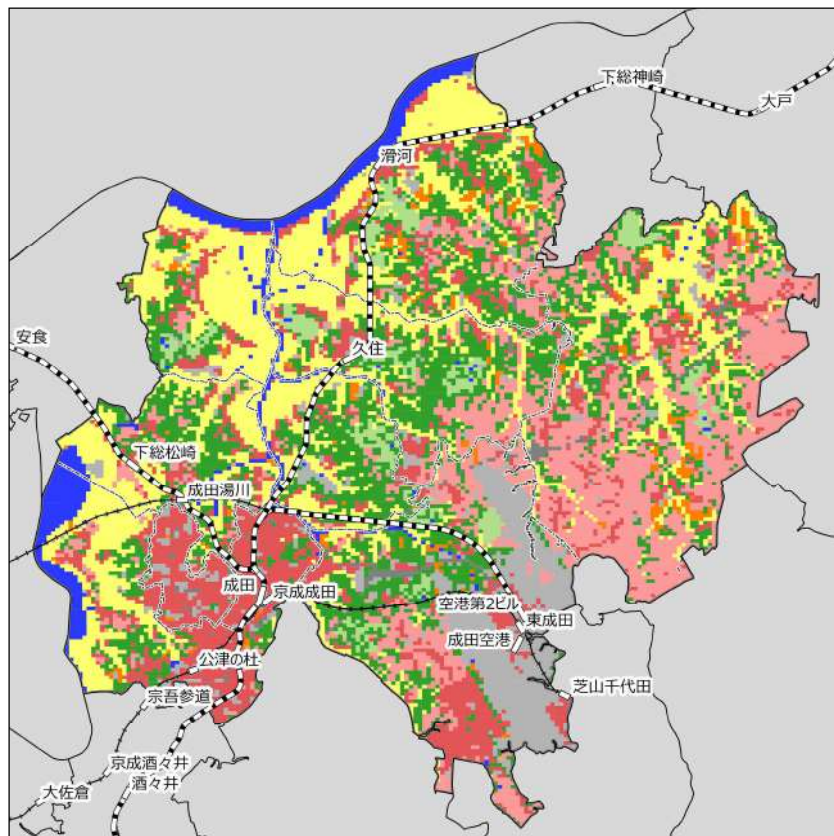 下総神崎
大戸
滑河
安食
久住
下総松崎
成田湯川
成田
京成成田
空港第2ビル
東成田
成田空港
公津の杜
芝山千代田
宗吾参道
京成酒々井
酒々井
大佐倉